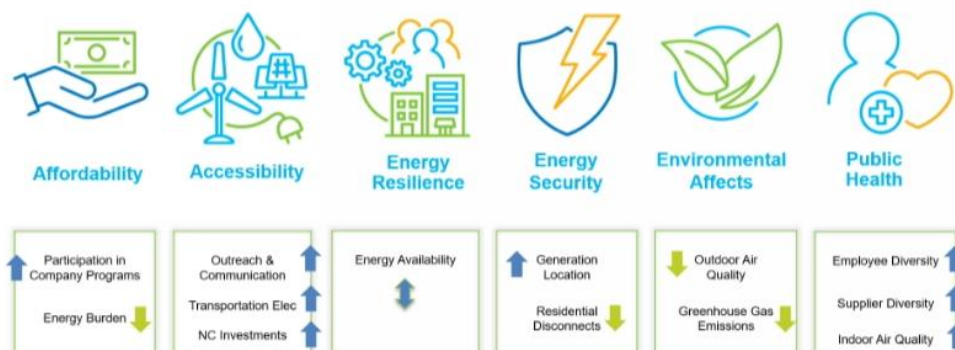 Affordability
Accessibility
Energy
Resilience
Energy
Security
Environmental
Affects
Public
Health
Participation in
Company Programs
Energy Burden
Outreach &
Communication
Transportation Elec
NC Investments
Energy Availability
Generation
Location
Residential
Disconnects
Outdoor Air
Quality
Greenhouse Gas
Emissions
Employee Diversity
Supplier Diversity
Indoor Air Quality